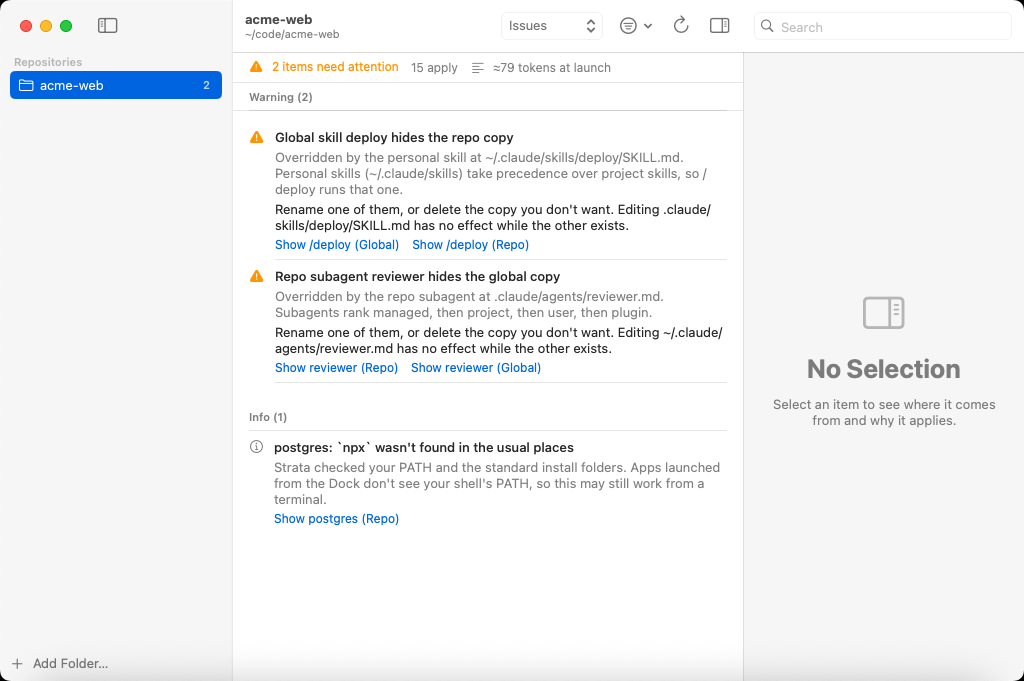 acme-web
~/code/acme-web
Issues
Search
Repositories
acme-web 2
2 items need attention 15 apply ≈79 tokens at launch
Warning (2)
Global skill deploy hides the repo copy
Overridden by the personal skill at ~/.claude/skills/deploy/SKILL.md.
Personal skills (~/.claude/skills) take precedence over project skills, so /
deploy runs that one.
Rename one of them, or delete the copy you don't want. Editing .claude/
skills/deploy/SKILL.md has no effect while the other exists.
Show /deploy (Global) Show /deploy (Repo)
Repo subagent reviewer hides the global copy
Overridden by the repo subagent at .claude/agents/reviewer.md.
Subagents rank managed, then project, then user, then plugin.
Rename one of them, or delete the copy you don't want. Editing ~/.claude/
agents/reviewer.md has no effect while the other exists.
Show reviewer (Repo) Show reviewer (Global)
Info (1)
postgres: `npx` wasn't found in the usual places
Strata checked your PATH and the standard install folders. Apps launched
from the Dock don't see your shell's PATH, so this may still work from a
terminal.
Show postgres (Repo)
No Selection
Select an item to see where it comes
from and why it applies.
Add Folder...